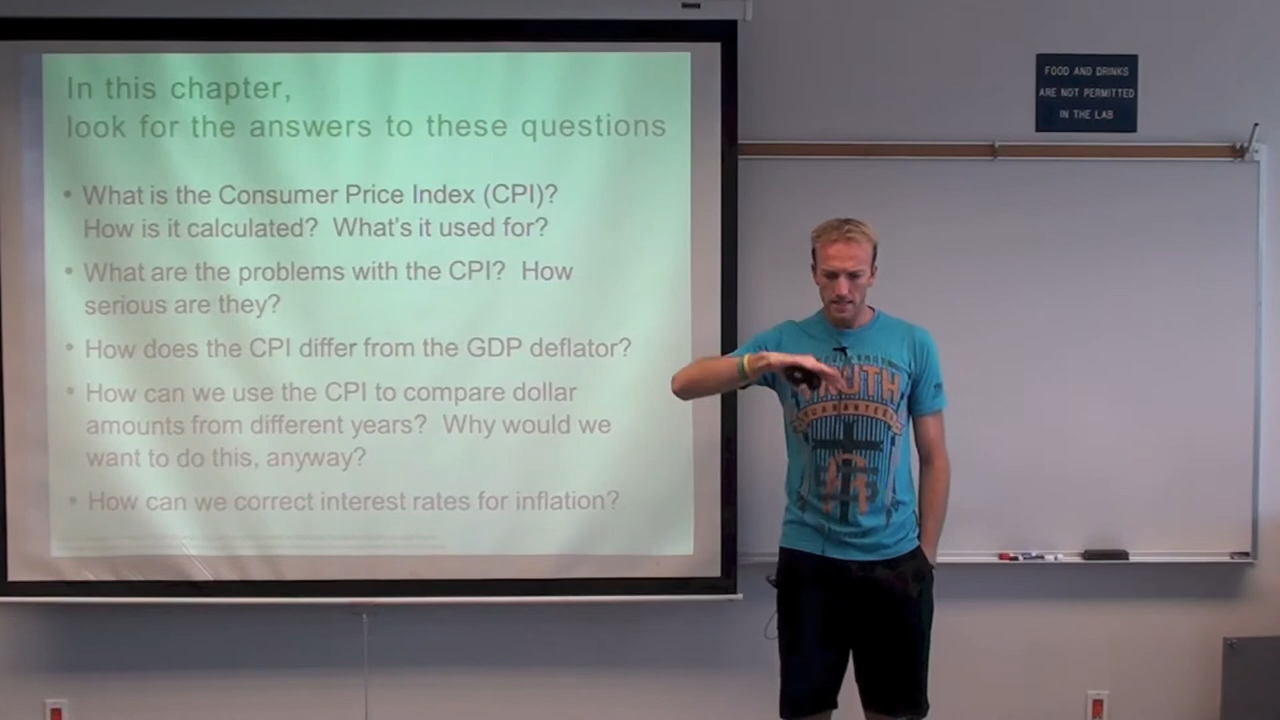 In this chapter,
look for the answers to these questions
• What is the Consumer Price Index (CPI)?
How is it calculated? What's it used for?
• What are the problems with the CPI? How
serious are they?
• How does the CPI differ from the GDP deflator?
• How can we use the CPI to compare dollar
amounts from different years? Why would we
want to do this, anyway?
• How can we correct interest rates for inflation?
FOOD AND DRINKS
ARE NOT PERMITTED
IN THE LAB
TRUTH
GUARANTEED